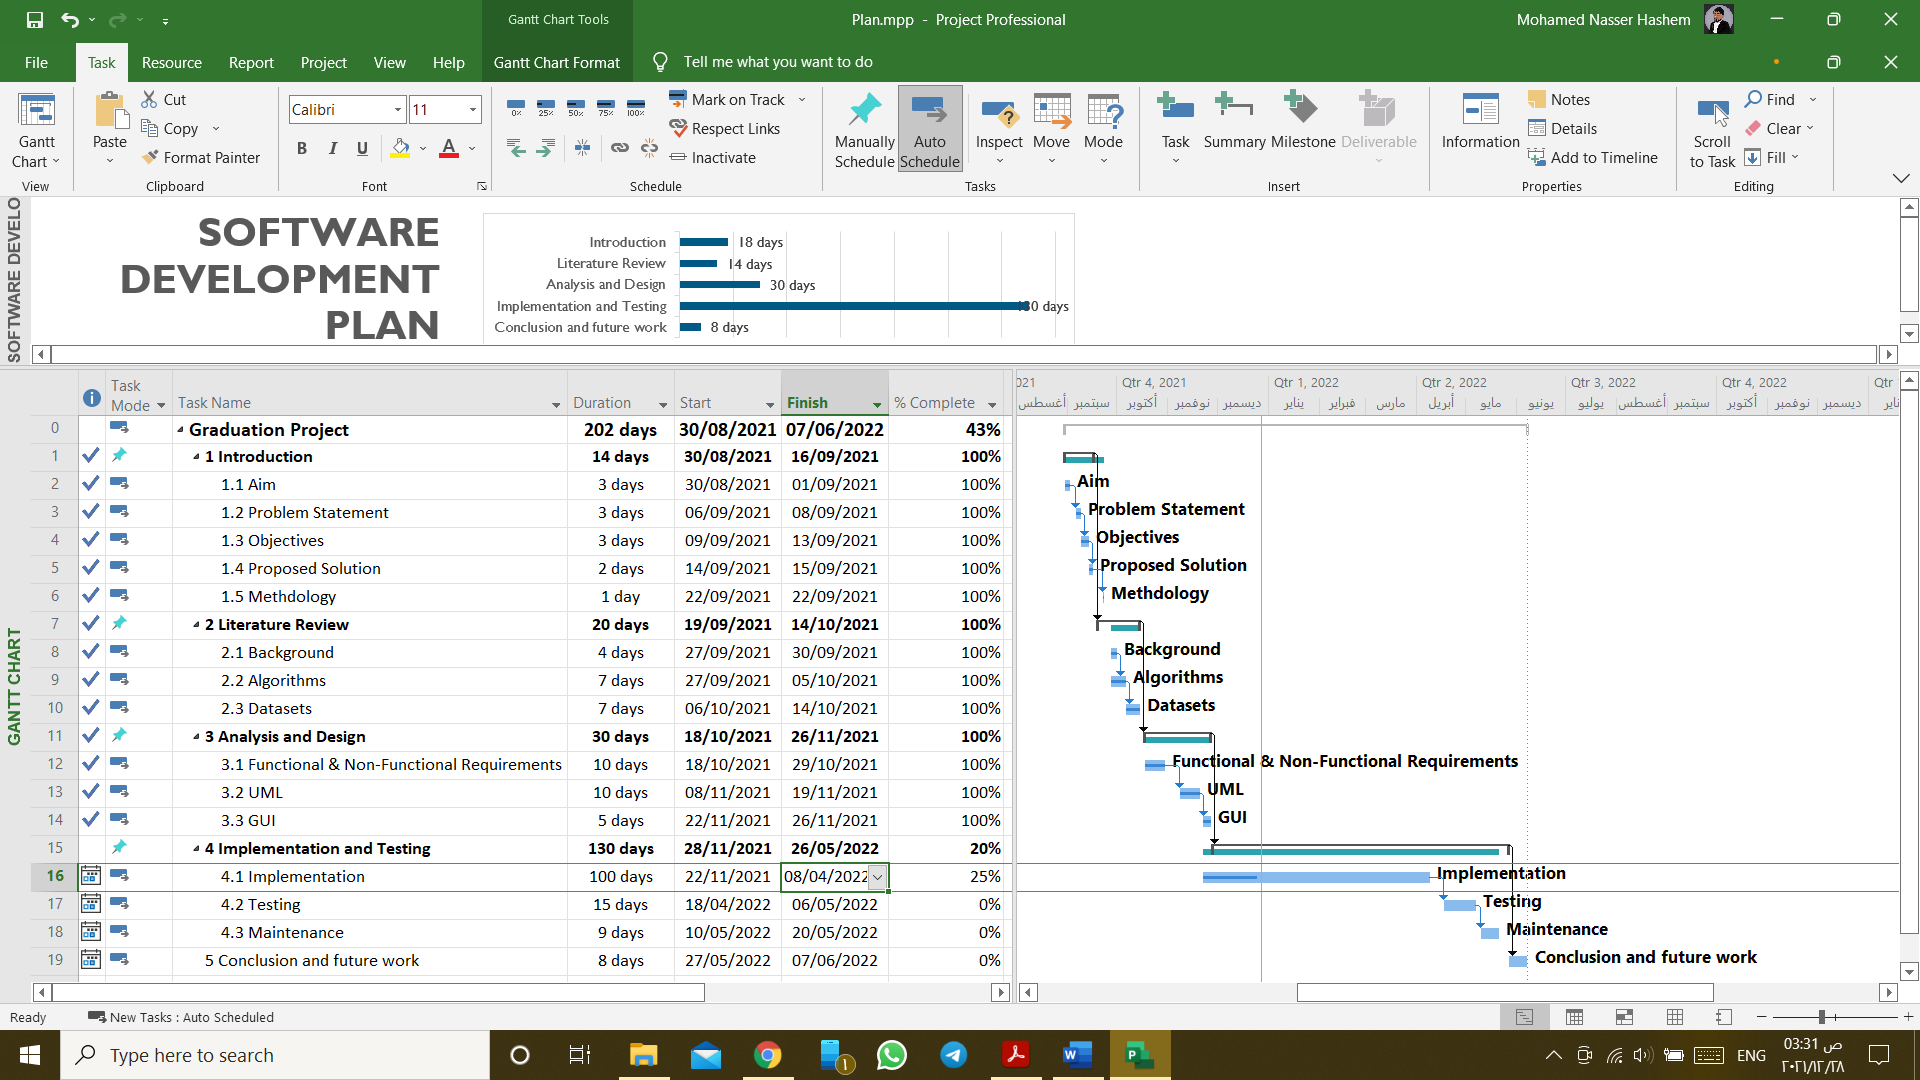 Gantt Chart Tools
Plan.mpp - Project Professional
Mohamed Nasser Hashem
File Task Resource Report Project View Help Gantt Chart Format Tell me what you want to do
Gantt Chart
View
Paste
Cut
Copy
Format Painter
Clipboard
Calibri 11
B I U A
Font
0% 25% 50% 75% 100%
Mark on Track
Respect Links
Inactivate
Schedule
Manually Schedule
Auto Schedule
Inspect
Move
Mode
Tasks
Task
Summary
Milestone
Deliverable
Insert
Information
Notes
Details
Add to Timeline
Properties
Scroll to Task
Find
Clear
Fill
Editing
SOFTWARE DEVELO
SOFTWARE
DEVELOPMENT
PLAN
Introduction 18 days
Literature Review 14 days
Analysis and Design 30 days
Implementation and Testing 130 days
Conclusion and future work 8 days
GANTT CHART
Task Mode Task Name Duration Start Finish % Complete
0 Graduation Project 202 days 30/08/2021 07/06/2022 43%
1 1 Introduction 14 days 30/08/2021 16/09/2021 100%
2 1.1 Aim 3 days 30/08/2021 01/09/2021 100%
3 1.2 Problem Statement 3 days 06/09/2021 08/09/2021 100%
4 1.3 Objectives 3 days 09/09/2021 13/09/2021 100%
5 1.4 Proposed Solution 2 days 14/09/2021 15/09/2021 100%
6 1.5 Methdology 1 day 22/09/2021 22/09/2021 100%
7 2 Literature Review 20 days 19/09/2021 14/10/2021 100%
8 2.1 Background 4 days 27/09/2021 30/09/2021 100%
9 2.2 Algorithms 7 days 27/09/2021 05/10/2021 100%
10 2.3 Datasets 7 days 06/10/2021 14/10/2021 100%
11 3 Analysis and Design 30 days 18/10/2021 26/11/2021 100%
12 3.1 Functional & Non-Functional Requirements 10 days 18/10/2021 29/10/2021 100%
13 3.2 UML 10 days 08/11/2021 19/11/2021 100%
14 3.3 GUI 5 days 22/11/2021 26/11/2021 100%
15 4 Implementation and Testing 130 days 28/11/2021 26/05/2022 20%
16 4.1 Implementation 100 days 22/11/2021 08/04/2022 25%
17 4.2 Testing 15 days 18/04/2022 06/05/2022 0%
18 4.3 Maintenance 9 days 10/05/2022 20/05/2022 0%
19 5 Conclusion and future work 8 days 27/05/2022 07/06/2022 0%
021 Qtr 4, 2021 Qtr 1, 2022 Qtr 2, 2022 Qtr 3, 2022 Qtr 4, 2022 Qtr
أغسطس سبتمبر أكتوبر نوفمبر ديسمبر يناير فبراير مارس أبريل مايو يونيو يوليو أغسطس سبتمبر أكتوبر نوفمبر ديسمبر يناير
Aim
Problem Statement
Objectives
Proposed Solution
Methdology
Background
Algorithms
Datasets
Functional & Non-Functional Requirements
UML
GUI
Implementation
Testing
Maintenance
Conclusion and future work
Ready New Tasks : Auto Scheduled
Type here to search
ENG
03:31 ص
٢٠٢١/١٢/٢٨